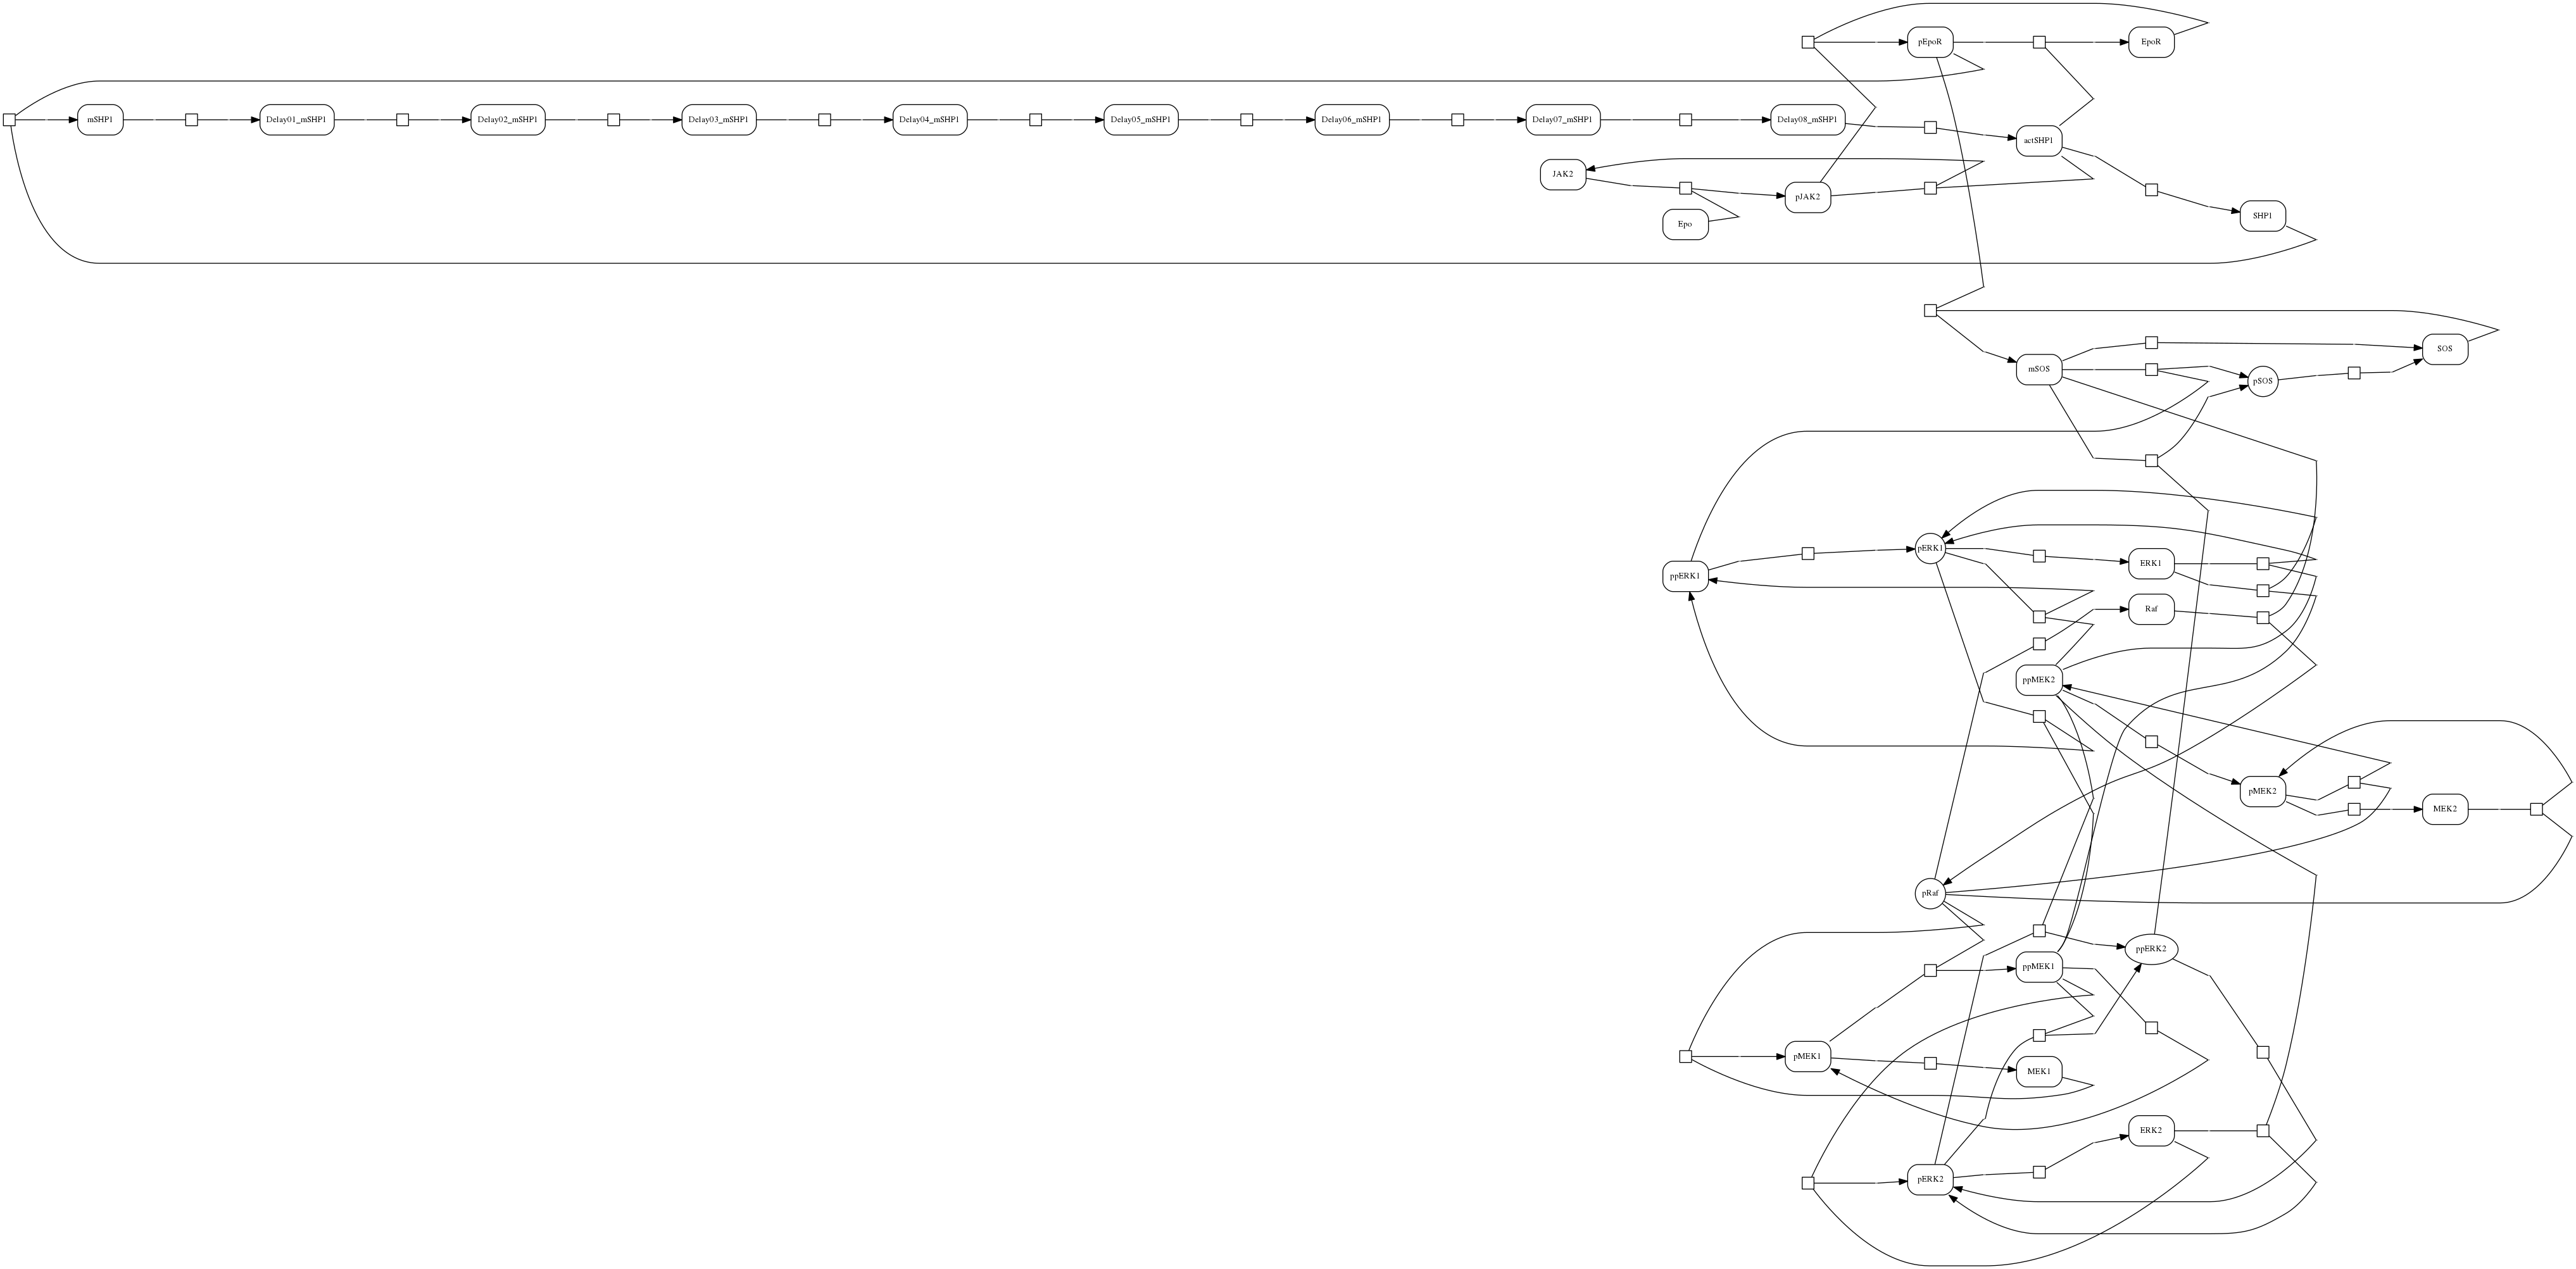 pEpoR
EpoR
mSHP1
Delay01_mSHP1
Delay02_mSHP1
Delay03_mSHP1
Delay04_mSHP1
Delay05_mSHP1
Delay06_mSHP1
Delay07_mSHP1
Delay08_mSHP1
actSHP1
JAK2
pJAK2
Epo
SHP1
SOS
mSOS
pSOS
pERK1
ppERK1
ERK1
Raf
ppMEK2
pMEK2
MEK2
pRaf
ppERK2
ppMEK1
pMEK1
MEK1
ERK2
pERK2